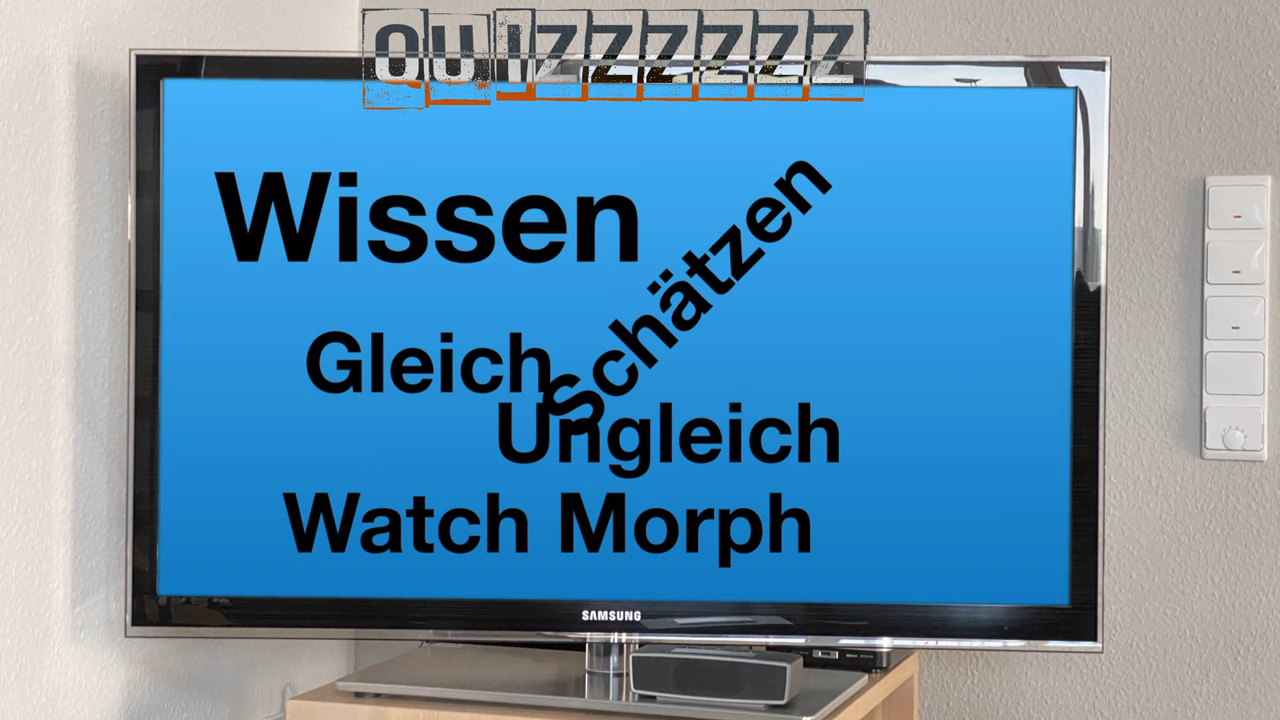 QUIZZZZZZ
Wissen
Schätzen
Gleich
Ungleich
Watch Morph
SAMSUNG